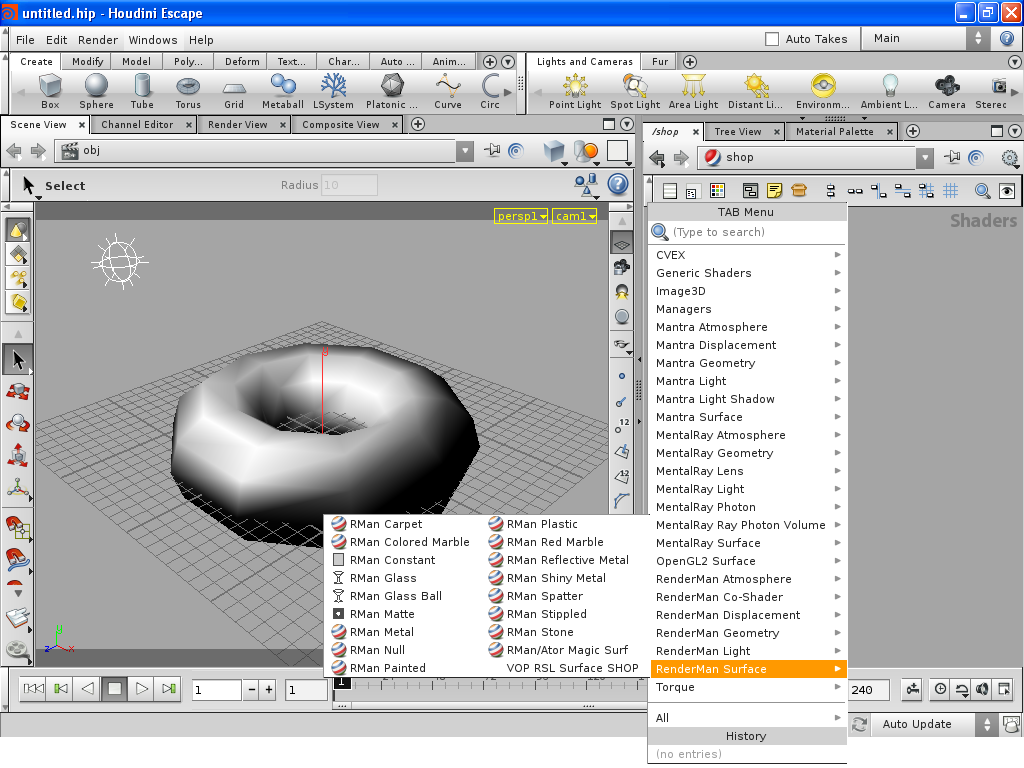 untitled.hip - Houdini Escape
File Edit Render Windows Help
Auto Takes Main
Create Modify Model Poly... Deform Text... Char... Auto ... Anim...
Lights and Cameras Fur
Box Sphere Tube Torus Grid Metaball LSystem Platonic ... Curve Circ
Point Light Spot Light Area Light Distant Li... Environm... Ambient L... Camera Stereo
Scene View Channel Editor Render View Composite View
/shop Tree View Material Palette
obj
shop
Select
Radius 10
persp1 cam1
Shaders
TAB Menu
(Type to search)
CVEX
Generic Shaders
Image3D
Managers
Mantra Atmosphere
Mantra Displacement
Mantra Geometry
Mantra Light
Mantra Light Shadow
Mantra Surface
MentalRay Atmosphere
MentalRay Geometry
MentalRay Lens
MentalRay Light
MentalRay Photon
MentalRay Ray Photon Volume
MentalRay Surface
OpenGL2 Surface
RenderMan Atmosphere
RenderMan Co-Shader
RenderMan Displacement
RenderMan Geometry
RenderMan Light
RenderMan Surface
Torque
All
History
(no entries)
12
12
RMan Carpet
RMan Colored Marble
RMan Constant
RMan Glass
RMan Glass Ball
RMan Matte
RMan Metal
RMan Null
RMan Painted
RMan Plastic
RMan Red Marble
RMan Reflective Metal
RMan Shiny Metal
RMan Spatter
RMan Stippled
RMan Stone
RMan/Ator Magic Surf
VOP RSL Surface SHOP
Y
Z X
1 1 1 240
Auto Update